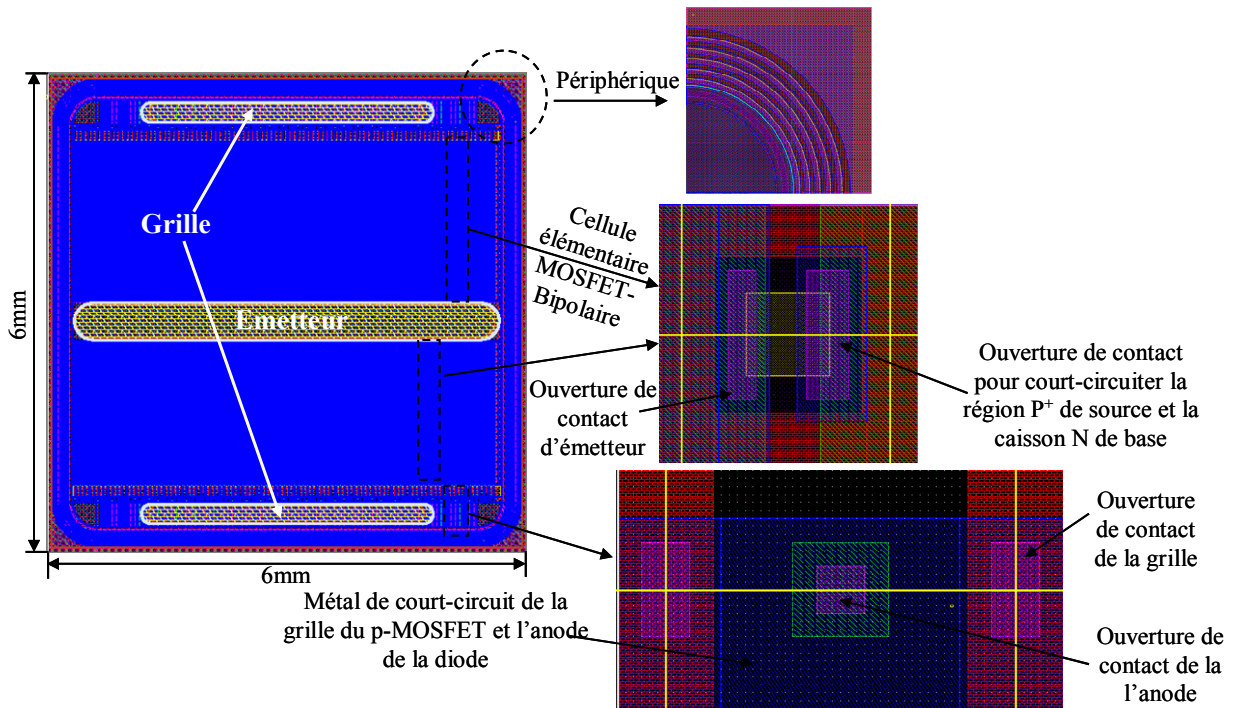 Périphérique
Grille
Cellule
élémentaire
MOSFET-
Bipolaire
6mm
Emetteur
Ouverture de
contact
d'émetteur
Ouverture de contact
pour court-circuiter la
région P⁺ de source et la
caisson N de base
6mm
Métal de court-circuit de la
grille du p-MOSFET et l'anode
de la diode
Ouverture
de contact
de la grille
Ouverture de
contact de la
l'anode